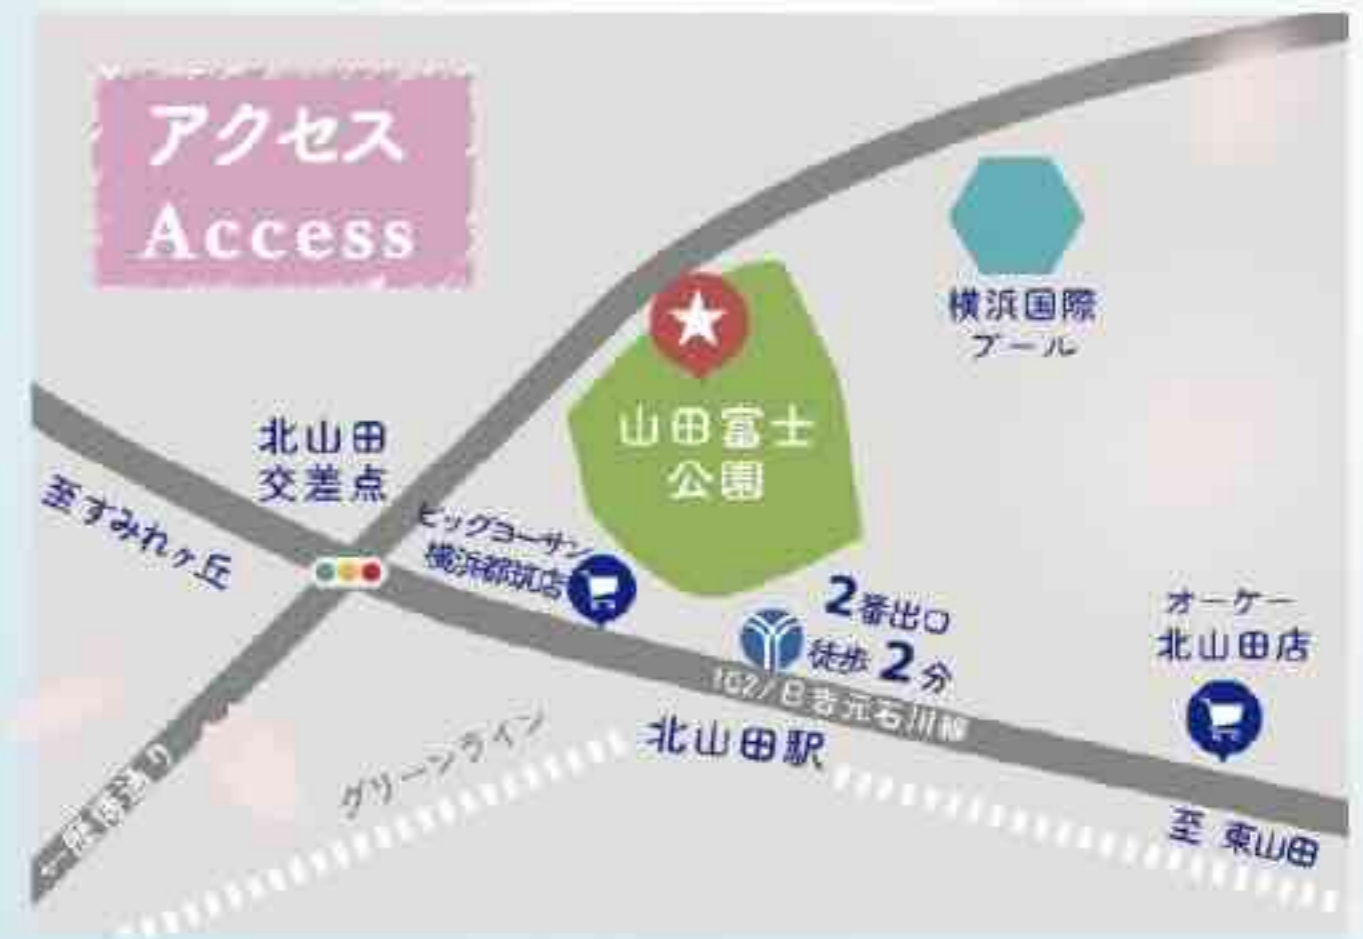 アクセス
Access
横浜国際
プール
山田富士
公園
北山田
交差点
至すみれヶ丘
ビッグヨーサン
横浜都筑店
2番出口
徒歩 2分
オーケー
北山田店
102/日吉元石川線
北山田駅
グリーンライン
至 東山田